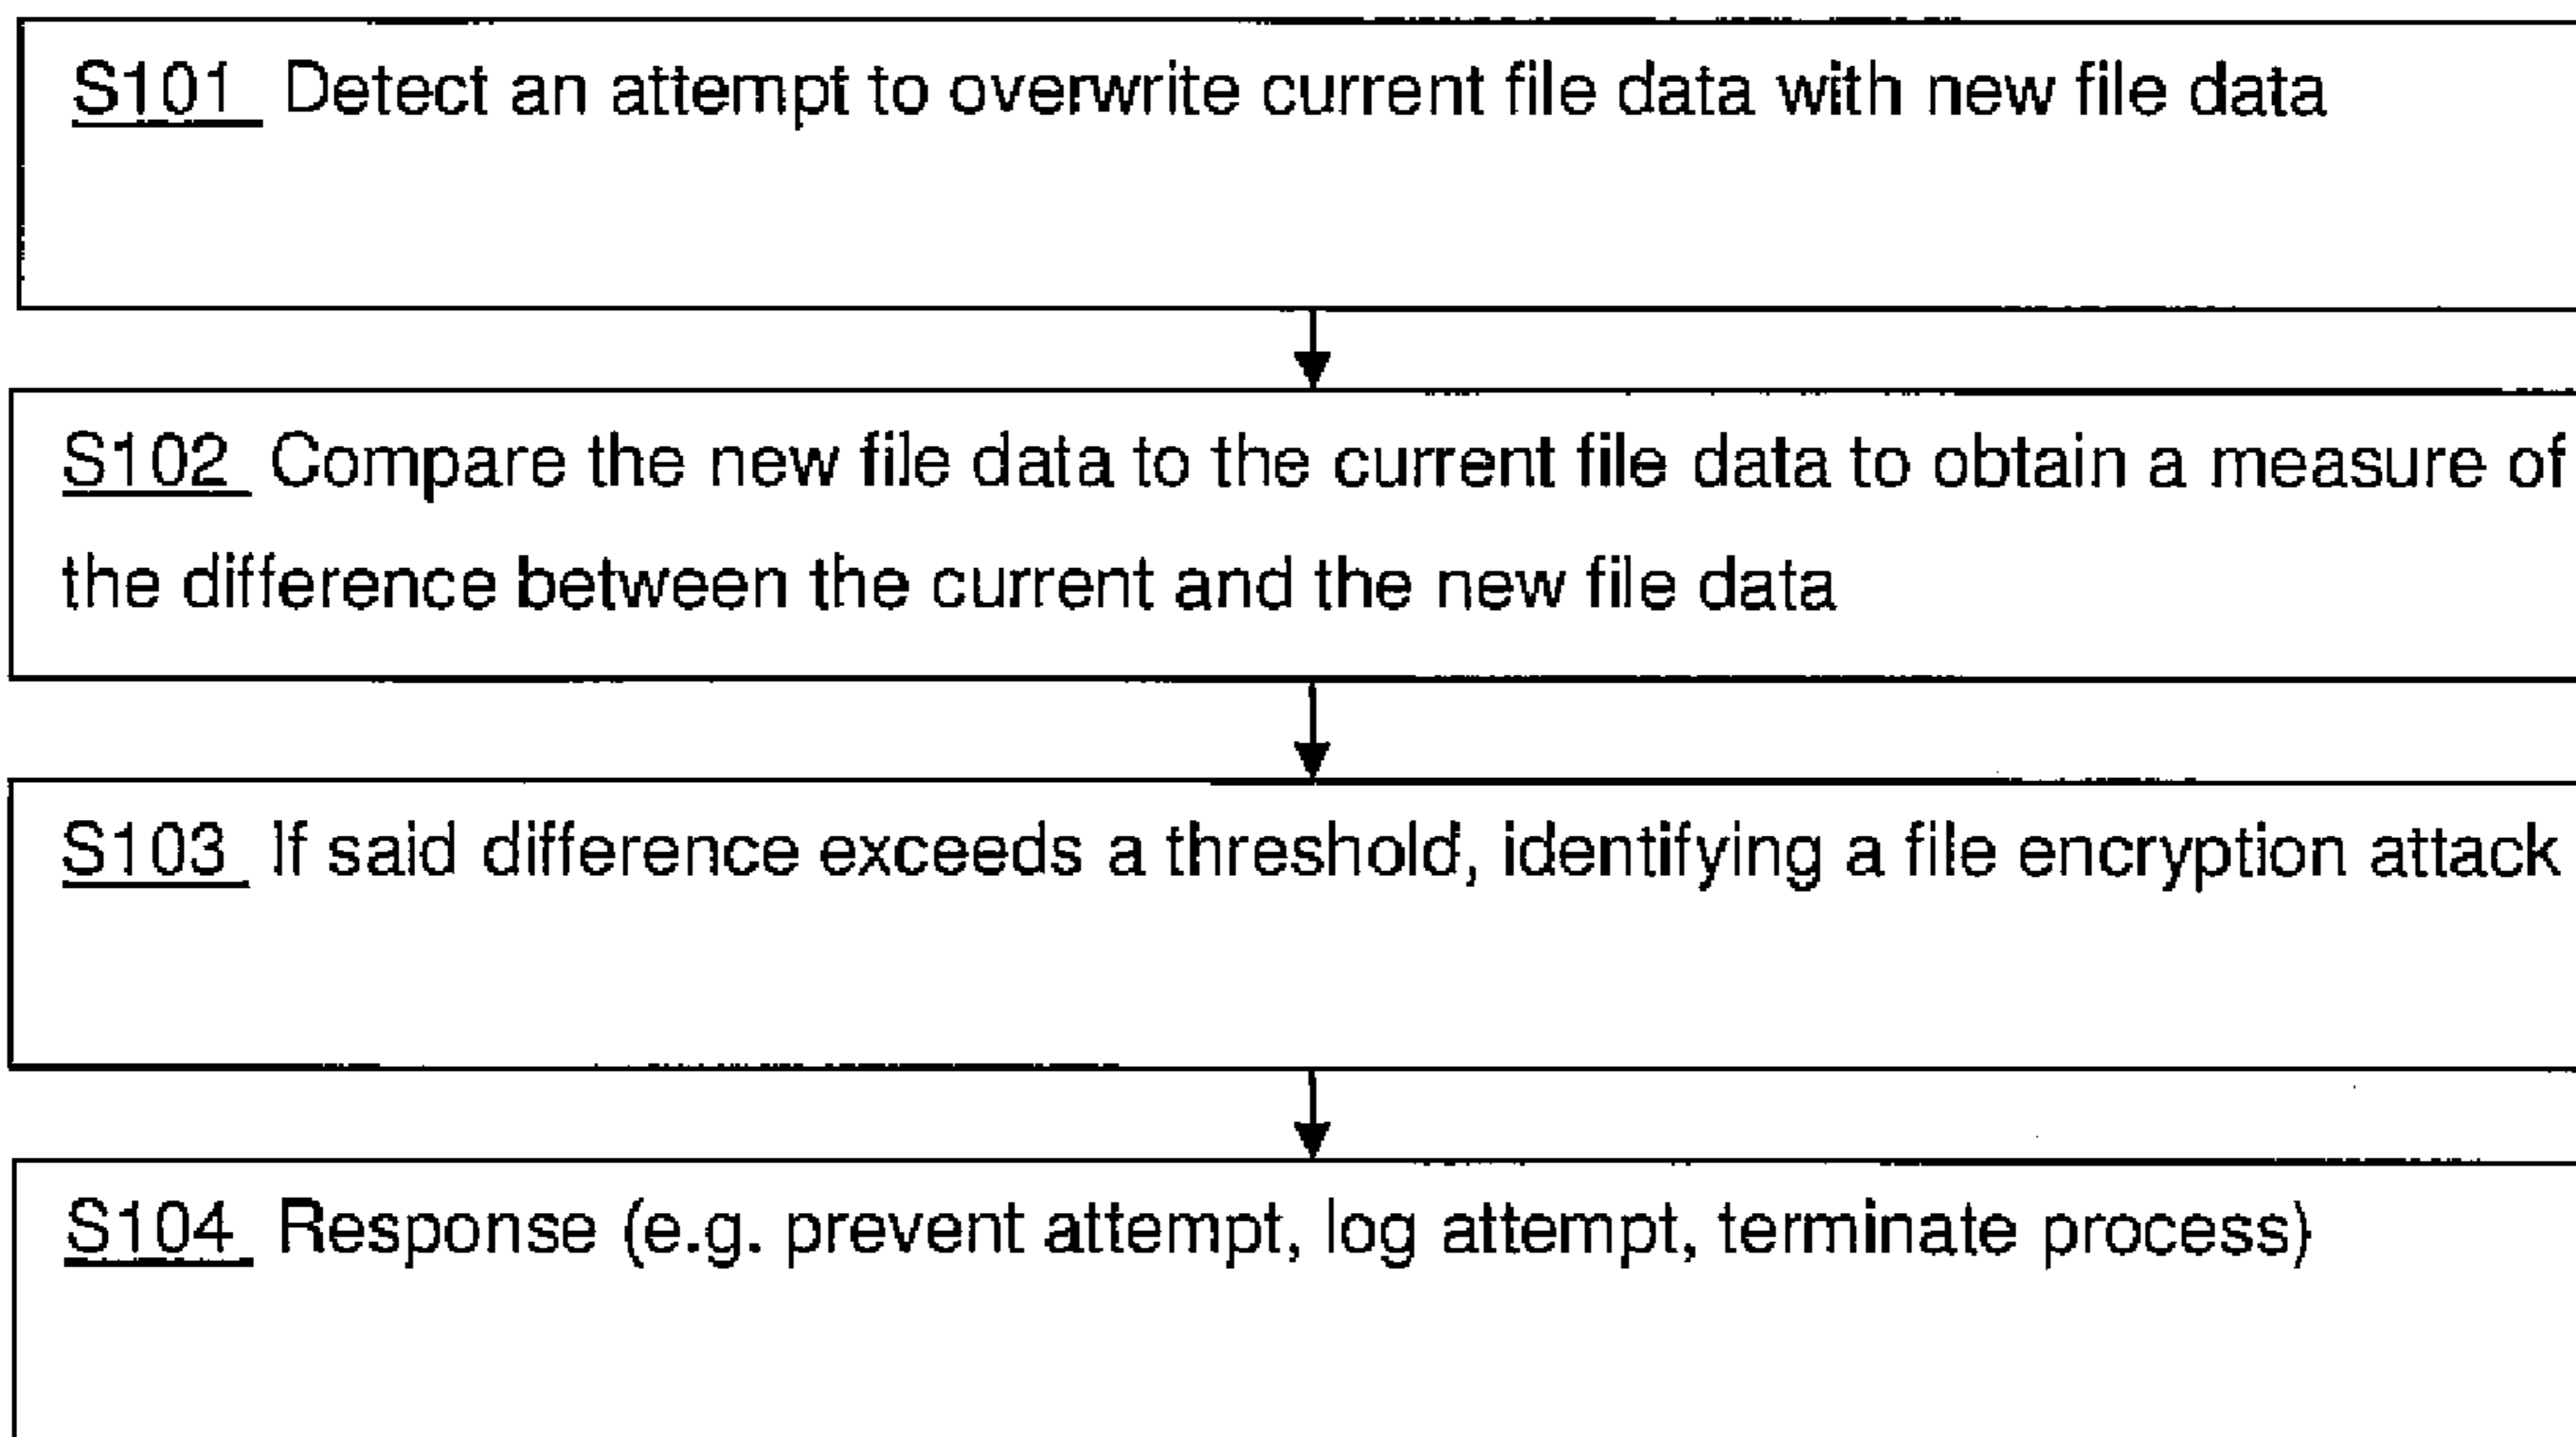 S101 Detect an attempt to overwrite current file data with new file data
S102 Compare the new file data to the current file data to obtain a measure of
the difference between the current and the new file data
S103 If said difference exceeds a threshold, identifying a file encryption attack
S104 Response (e.g. prevent attempt, log attempt, terminate process)